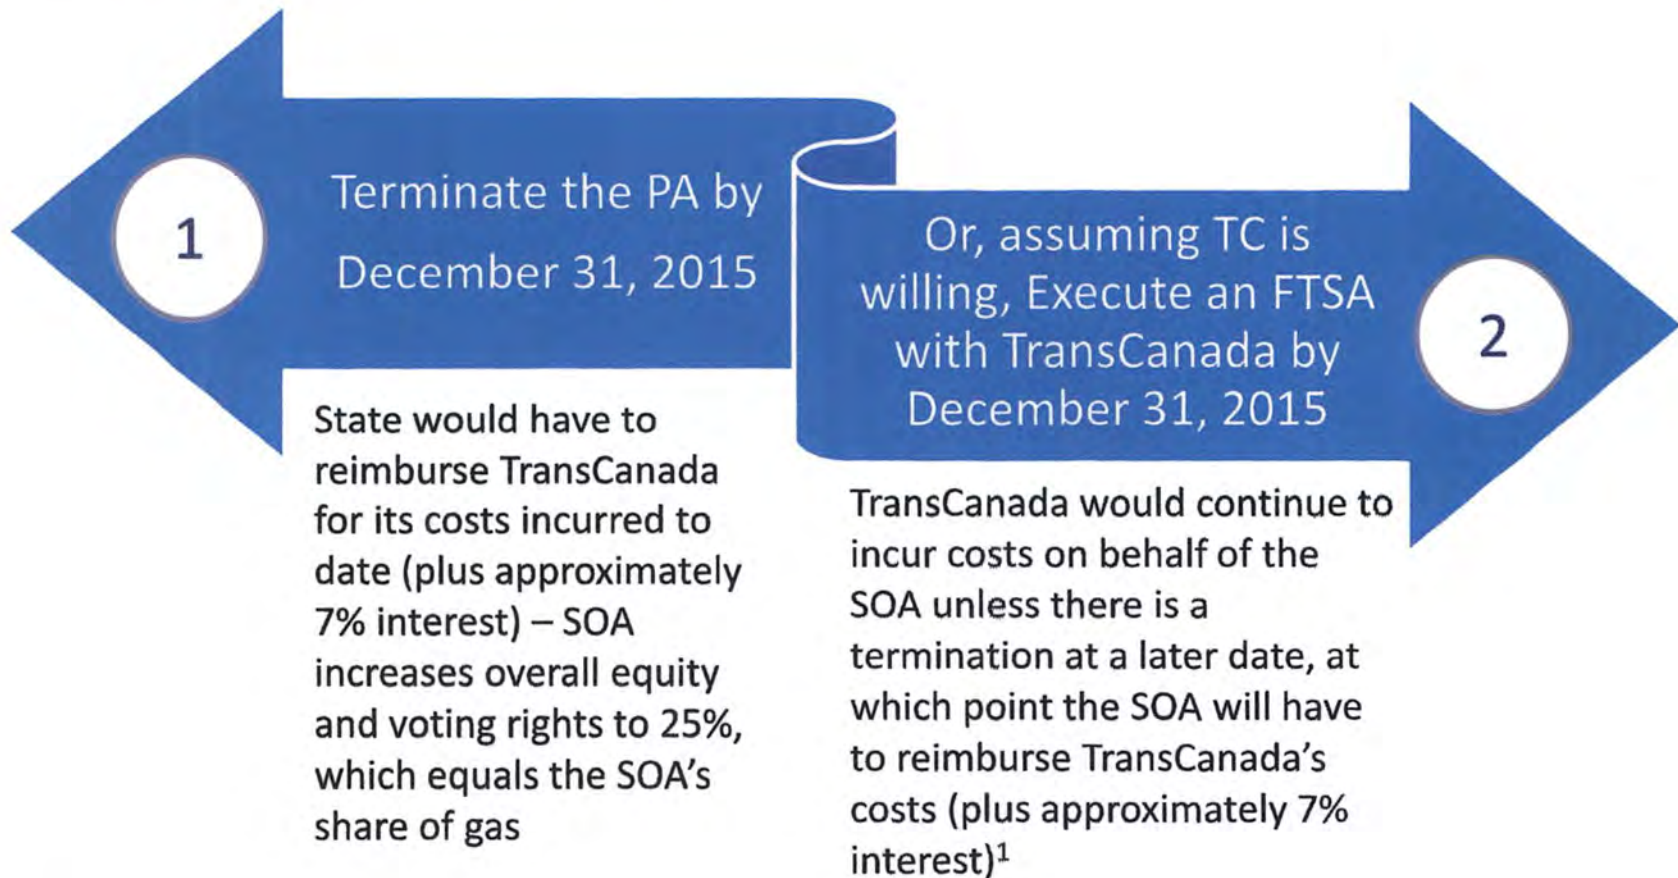 1
Terminate the PA by
December 31, 2015
State would have to
reimburse TransCanada
for its costs incurred to
date (plus approximately
7% interest) – SOA
increases overall equity
and voting rights to 25%,
which equals the SOA’s
share of gas
Or, assuming TC is
willing, Execute an FTSA
with TransCanada by
December 31, 2015
2
TransCanada would continue to
incur costs on behalf of the
SOA unless there is a
termination at a later date, at
which point the SOA will have
to reimburse TransCanada’s
costs (plus approximately 7%
interest)¹